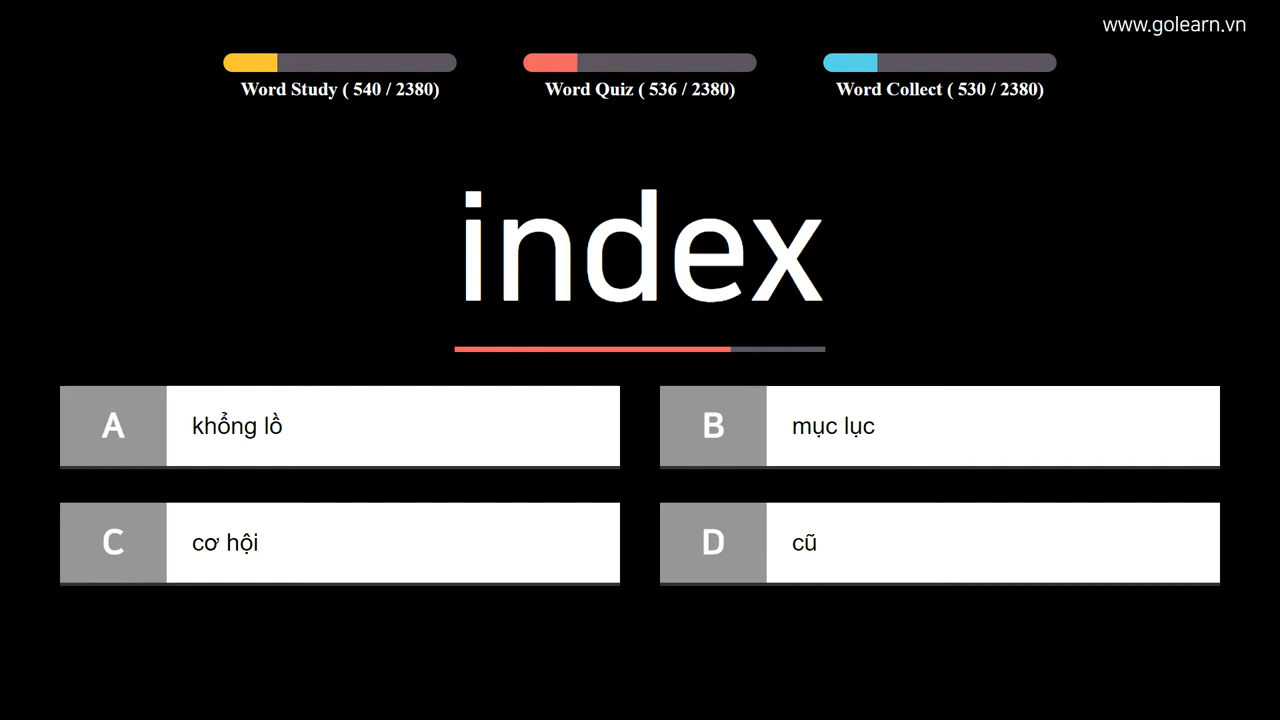 www.golearn.vn
Word Study ( 540 / 2380)
Word Quiz ( 536 / 2380)
Word Collect ( 530 / 2380)
index
A khổng lồ
B mục lục
C cơ hội
D cũ